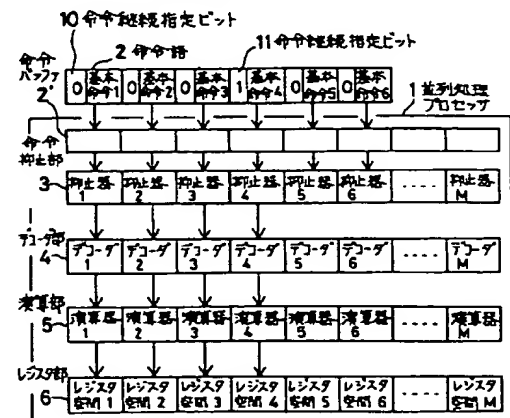 10 命令継続指定ビット
2 命令語
11 命令継続指定ビット
命令
バッファ
0 基本命令1 0 基本命令2 0 基本命令3 1 基本命令4 0 基本命令5 0 基本命令6
1 並列処理
プロセッサ
2'
命令
抑止部
3 抑止器1 抑止器2 抑止器3 抑止器4 抑止器5 抑止器6 ..... 抑止器M
デコーダ部
4 デコーダ1 デコーダ2 デコーダ3 デコーダ4 デコーダ5 デコーダ6 ..... デコーダM
演算部
5 演算器1 演算器2 演算器3 演算器4 演算器5 演算器6 ..... 演算器M
レジスタ部
6 レジスタ空間1 レジスタ空間2 レジスタ空間3 レジスタ空間4 レジスタ空間5 レジスタ空間6 ..... レジスタ空間M